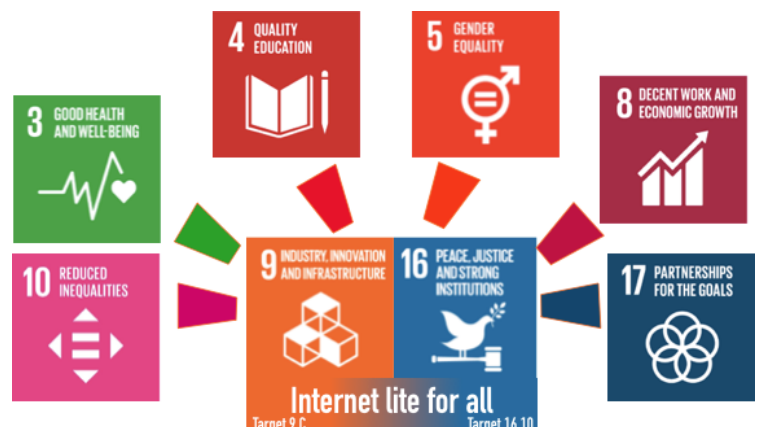 4 QUALITY
EDUCATION
5 GENDER
EQUALITY
3 GOOD HEALTH
AND WELL-BEING
8 DECENT WORK AND
ECONOMIC GROWTH
10 REDUCED
INEQUALITIES
9 INDUSTRY, INNOVATION
AND INFRASTRUCTURE
16 PEACE, JUSTICE
AND STRONG
INSTITUTIONS
17 PARTNERSHIPS
FOR THE GOALS
Internet lite for all
Target 9.C
Target 16.10